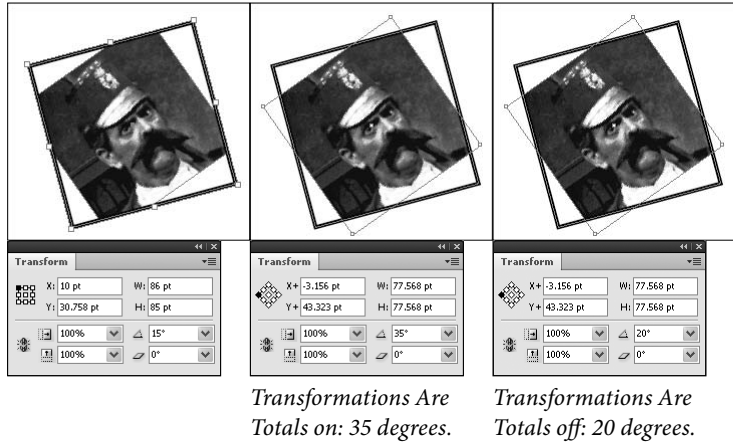 Transform
X: 10 pt W: 86 pt
Y: 30.758 pt H: 85 pt
100% 15°
100% 0°
Transform
X+ -3.156 pt W: 77.568 pt
Y+ 43.323 pt H: 77.568 pt
100% 35°
100% 0°
Transformations Are
Totals on: 35 degrees.
Transform
X+ -3.156 pt W: 77.568 pt
Y+ 43.323 pt H: 77.568 pt
100% 20°
100% 0°
Transformations Are
Totals off: 20 degrees.